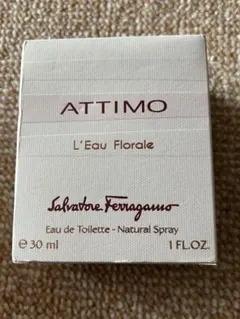 ATTIMO
L'Eau Florale
Salvatore Ferragamo
Eau de Toilette - Natural Spray
℮ 30 ml 1 FL.OZ.